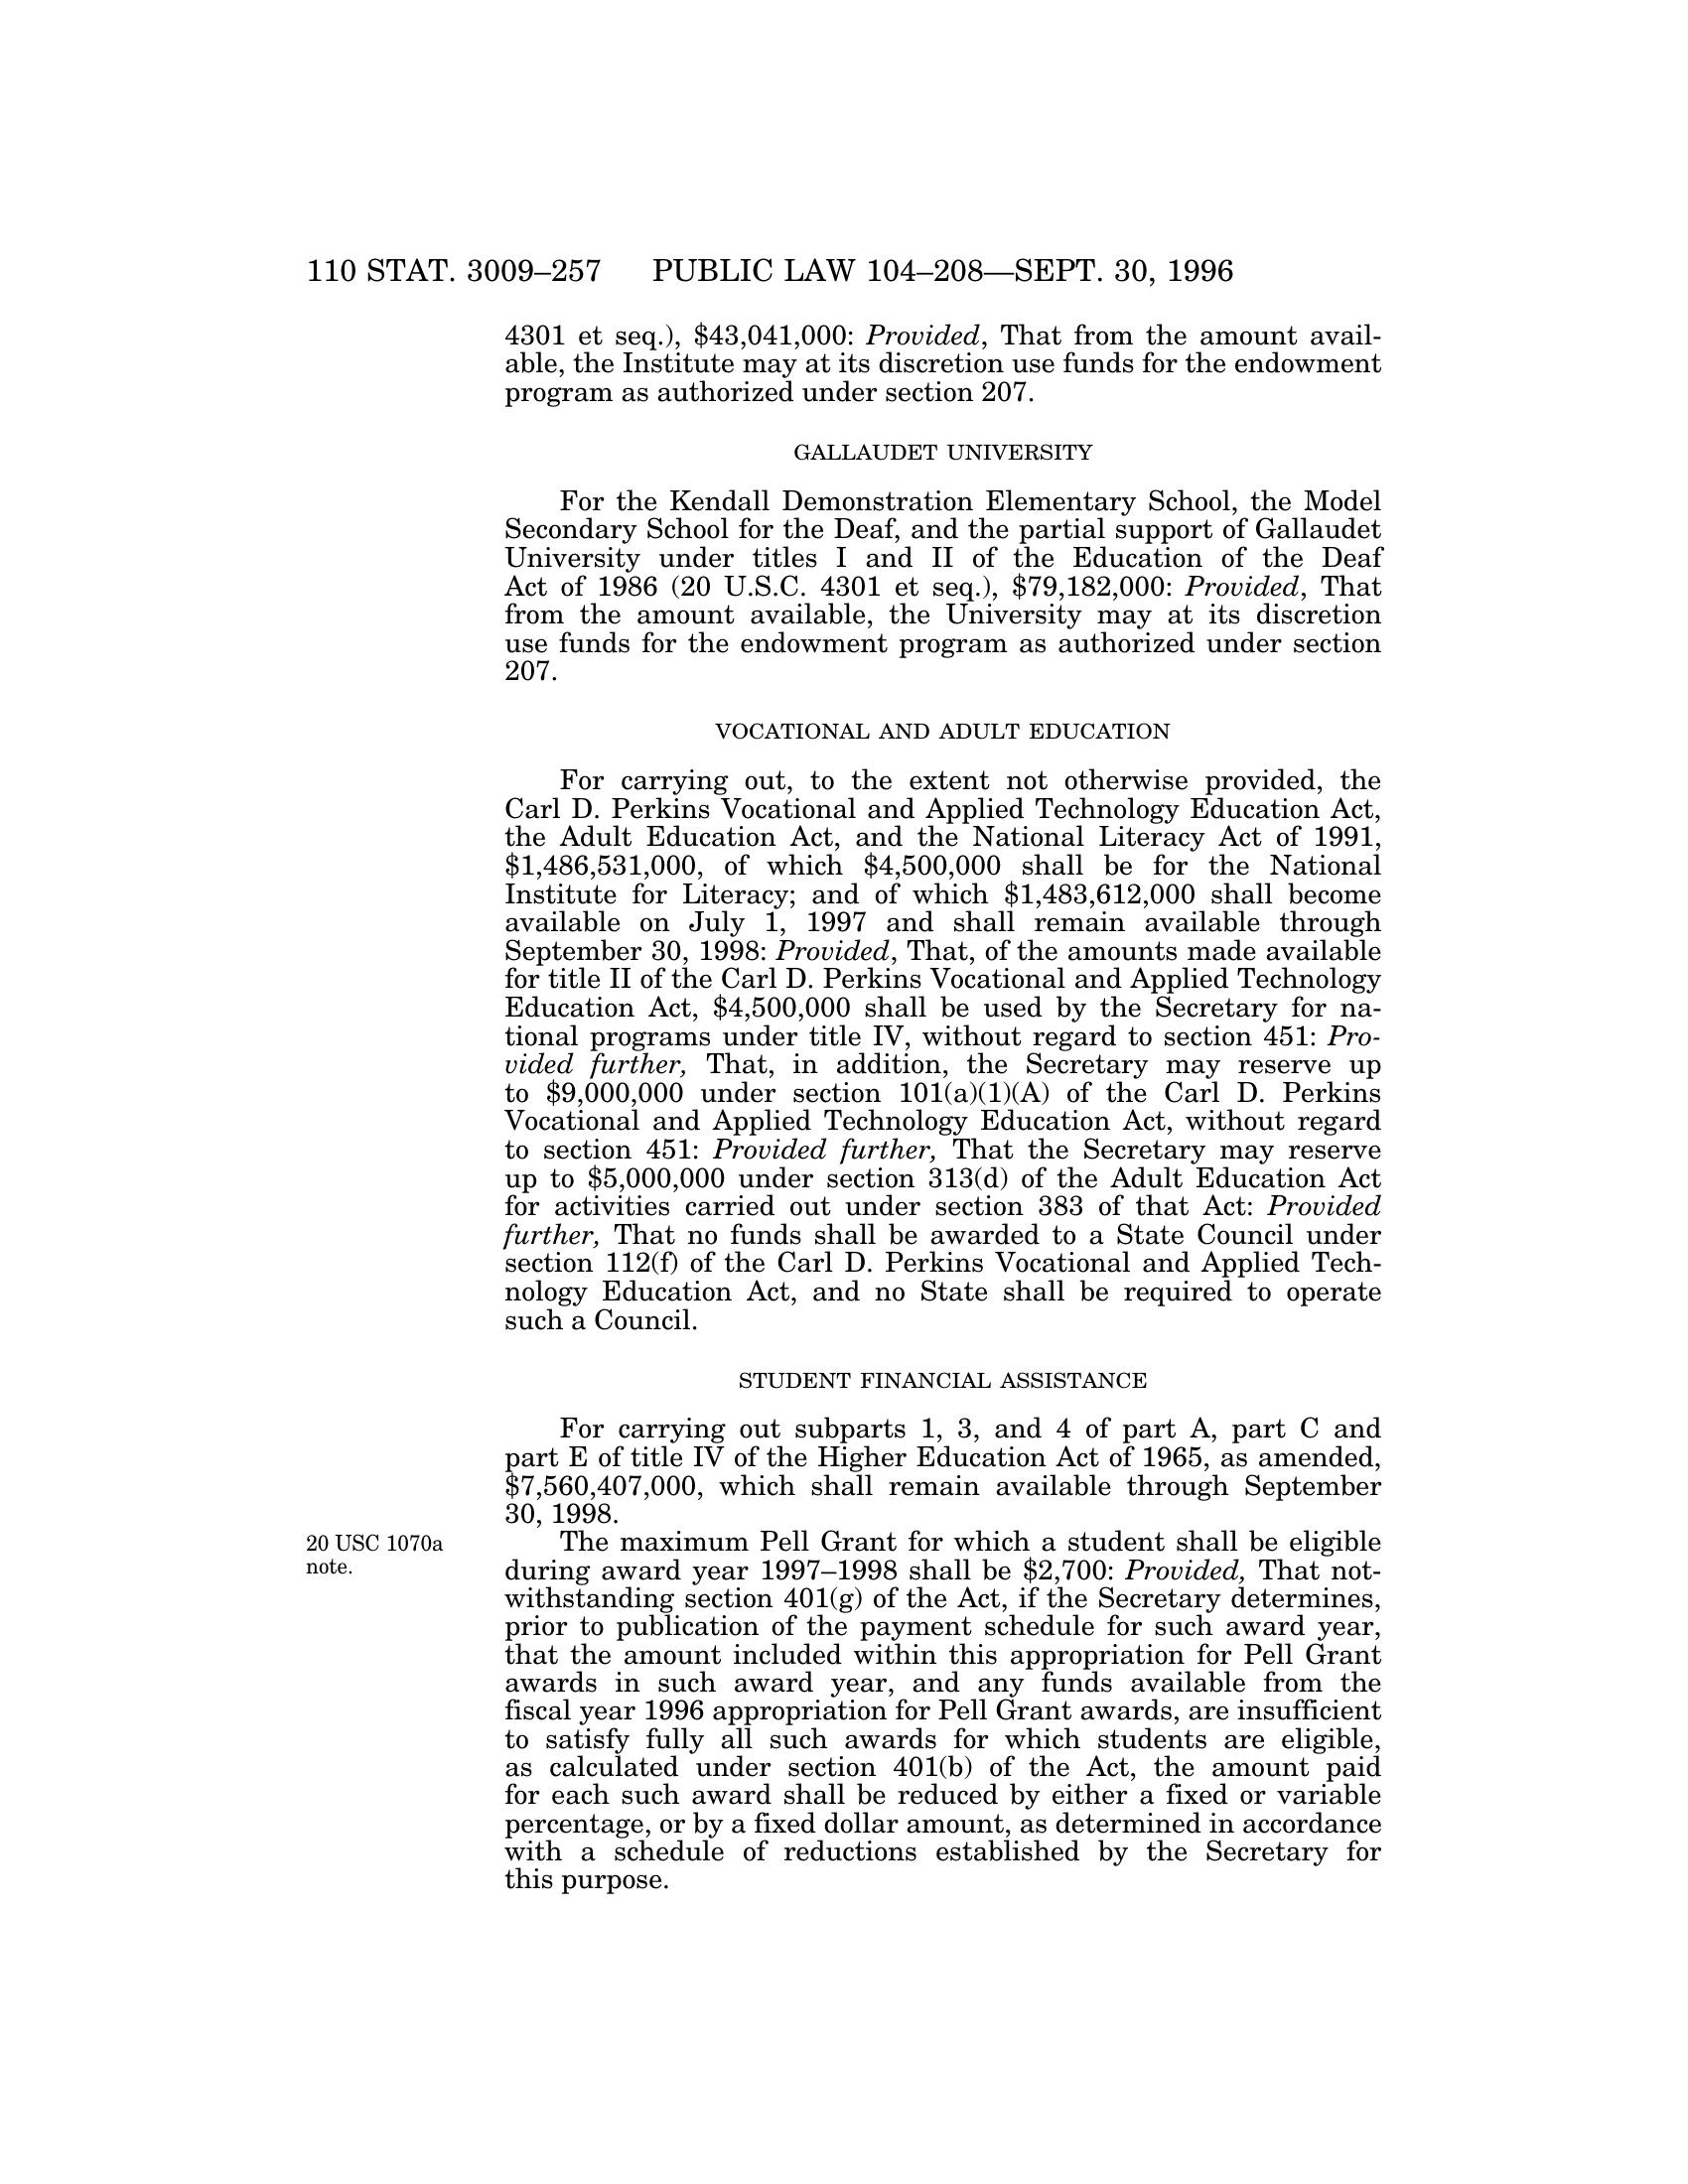 110 STAT. 3009–257 PUBLIC LAW 104–208—SEPT. 30, 1996
4301 et seq.), $43,041,000: Provided, That from the amount avail-
able, the Institute may at its discretion use funds for the endowment
program as authorized under section 207.
GALLAUDET UNIVERSITY
For the Kendall Demonstration Elementary School, the Model
Secondary School for the Deaf, and the partial support of Gallaudet
University under titles I and II of the Education of the Deaf
Act of 1986 (20 U.S.C. 4301 et seq.), $79,182,000: Provided, That
from the amount available, the University may at its discretion
use funds for the endowment program as authorized under section
207.
VOCATIONAL AND ADULT EDUCATION
For carrying out, to the extent not otherwise provided, the
Carl D. Perkins Vocational and Applied Technology Education Act,
the Adult Education Act, and the National Literacy Act of 1991,
$1,486,531,000, of which $4,500,000 shall be for the National
Institute for Literacy; and of which $1,483,612,000 shall become
available on July 1, 1997 and shall remain available through
September 30, 1998: Provided, That, of the amounts made available
for title II of the Carl D. Perkins Vocational and Applied Technology
Education Act, $4,500,000 shall be used by the Secretary for na-
tional programs under title IV, without regard to section 451: Pro-
vided further, That, in addition, the Secretary may reserve up
to $9,000,000 under section 101(a)(1)(A) of the Carl D. Perkins
Vocational and Applied Technology Education Act, without regard
to section 451: Provided further, That the Secretary may reserve
up to $5,000,000 under section 313(d) of the Adult Education Act
for activities carried out under section 383 of that Act: Provided
further, That no funds shall be awarded to a State Council under
section 112(f) of the Carl D. Perkins Vocational and Applied Tech-
nology Education Act, and no State shall be required to operate
such a Council.
STUDENT FINANCIAL ASSISTANCE
For carrying out subparts 1, 3, and 4 of part A, part C and
part E of title IV of the Higher Education Act of 1965, as amended,
$7,560,407,000, which shall remain available through September
30, 1998.
20 USC 1070a
note.
The maximum Pell Grant for which a student shall be eligible
during award year 1997–1998 shall be $2,700: Provided, That not-
withstanding section 401(g) of the Act, if the Secretary determines,
prior to publication of the payment schedule for such award year,
that the amount included within this appropriation for Pell Grant
awards in such award year, and any funds available from the
fiscal year 1996 appropriation for Pell Grant awards, are insufficient
to satisfy fully all such awards for which students are eligible,
as calculated under section 401(b) of the Act, the amount paid
for each such award shall be reduced by either a fixed or variable
percentage, or by a fixed dollar amount, as determined in accordance
with a schedule of reductions established by the Secretary for
this purpose.